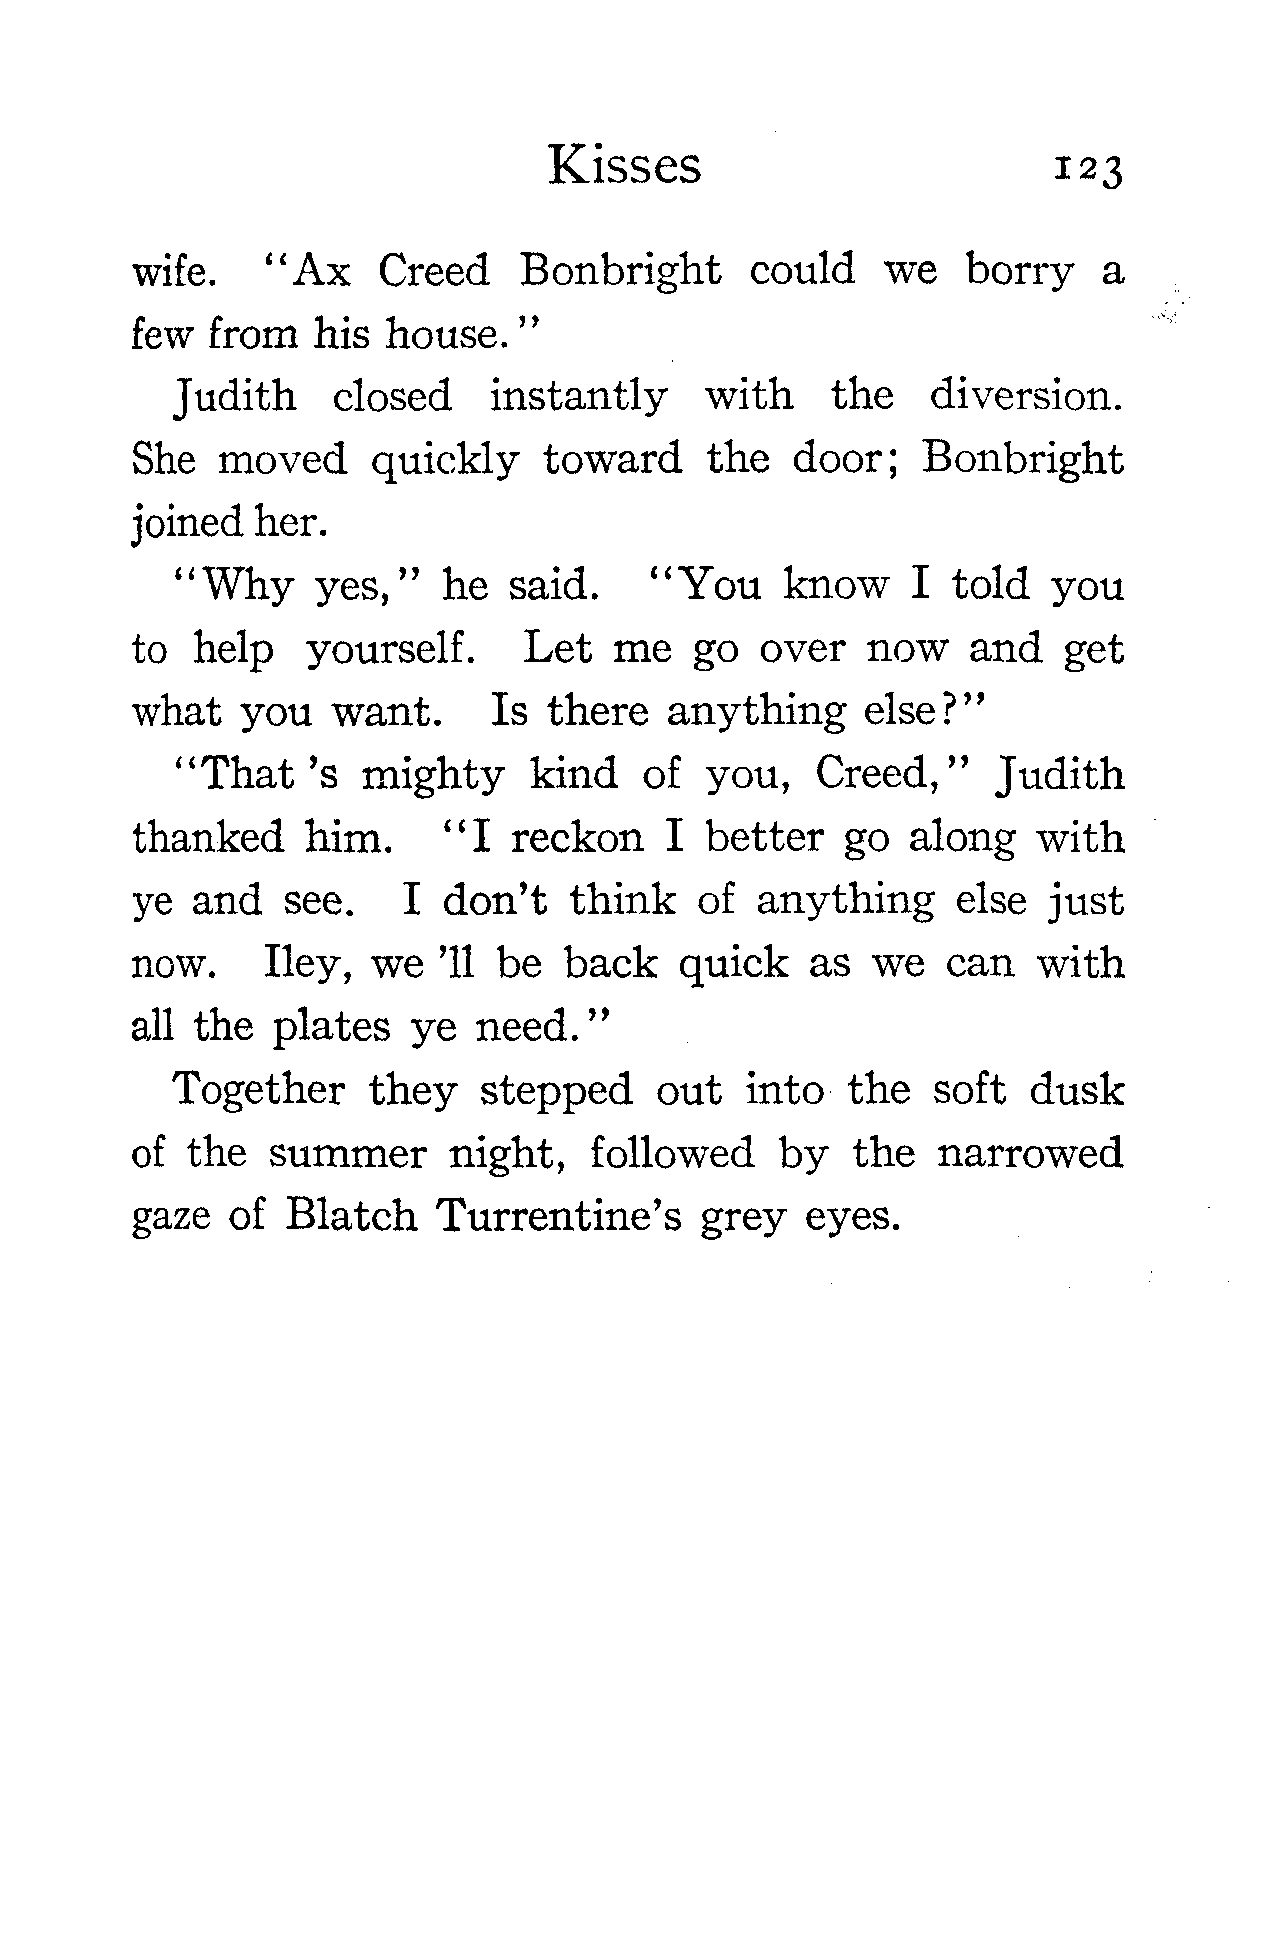 Kisses 123
wife. "Ax Creed Bonbright could we borry a
few from his house."
Judith closed instantly with the diversion.
She moved quickly toward the door; Bonbright
joined her.
"Why yes," he said. "You know I told you
to help yourself. Let me go over now and get
what you want. Is there anything else?"
"That 's mighty kind of you, Creed," Judith
thanked him. "I reckon I better go along with
ye and see. I don't think of anything else just
now. Iley, we 'll be back quick as we can with
all the plates ye need."
Together they stepped out into the soft dusk
of the summer night, followed by the narrowed
gaze of Blatch Turrentine's grey eyes.